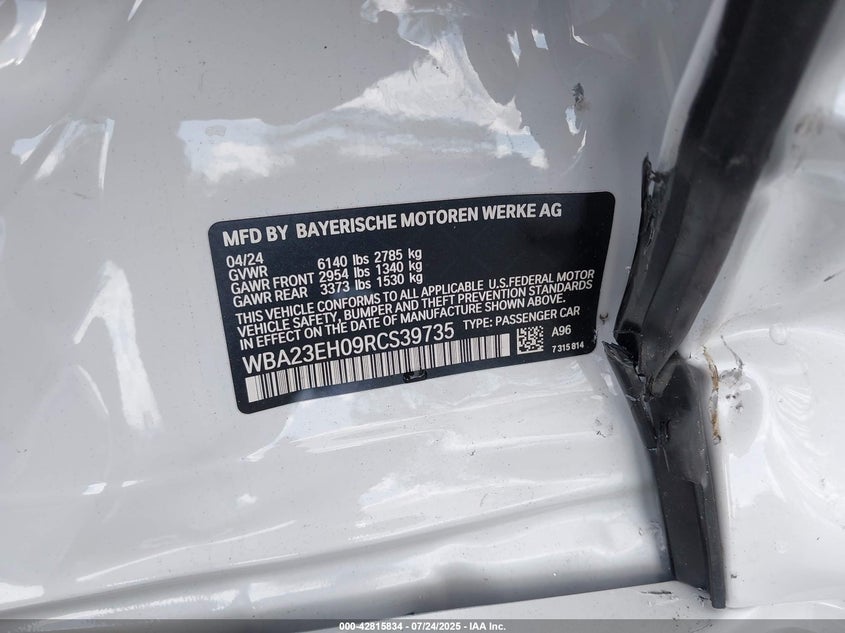 MFD BY BAYERISCHE MOTOREN WERKE AG
04/24
GVWR 6140 lbs 2785 kg
GAWR FRONT 2954 lbs 1340 kg
GAWR REAR 3373 lbs 1530 kg
THIS VEHICLE CONFORMS TO ALL APPLICABLE U.S.FEDERAL MOTOR
VEHICLE SAFETY, BUMPER AND THEFT PREVENTION STANDARDS
IN EFFECT ON THE DATE OF MANUFACTURE SHOWN ABOVE.
WBA23EH09RCS39735 TYPE: PASSENGER CAR
A96
7315814
000-42815834 - 07/24/2025 - IAA Inc.